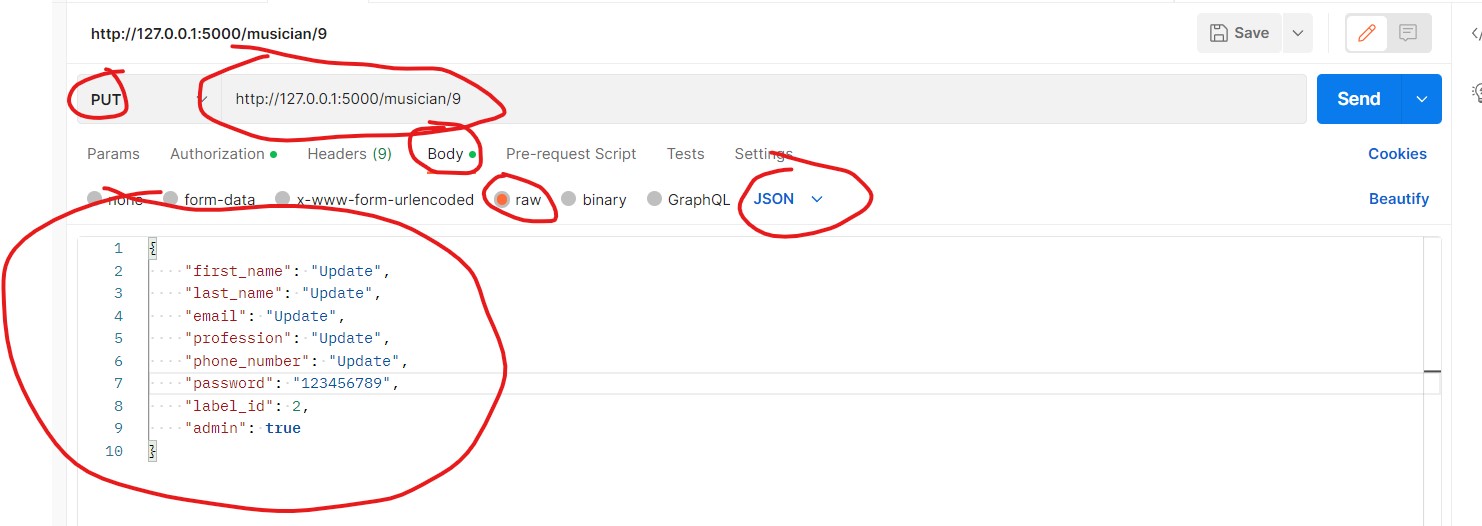 http://127.0.0.1:5000/musician/9
Save
PUT
http://127.0.0.1:5000/musician/9
Send
Params Authorization Headers (9) Body Pre-request Script Tests Settings Cookies
none form-data x-www-form-urlencoded raw binary GraphQL JSON Beautify
1 {
2 "first_name": "Update",
3 "last_name": "Update",
4 "email": "Update",
5 "profession": "Update",
6 "phone_number": "Update",
7 "password": "123456789",
8 "label_id": 2,
9 "admin": true
10 }